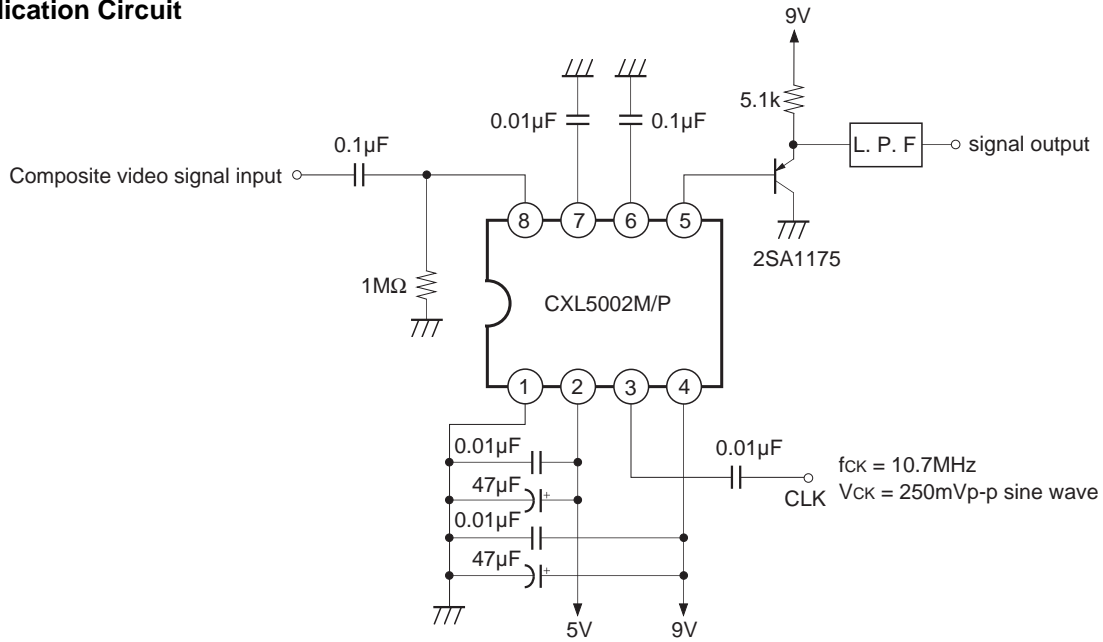 lication Circuit
9V
5.1k
0.01µF
0.1µF
0.1µF
L. P. F
signal output
Composite video signal input
8
7
6
5
2SA1175
1MΩ
CXL5002M/P
1
2
3
4
0.01µF
0.01µF
fCK = 10.7MHz
47µF
CLK
VCK = 250mVp-p sine wave
+
0.01µF
47µF
+
5V
9V